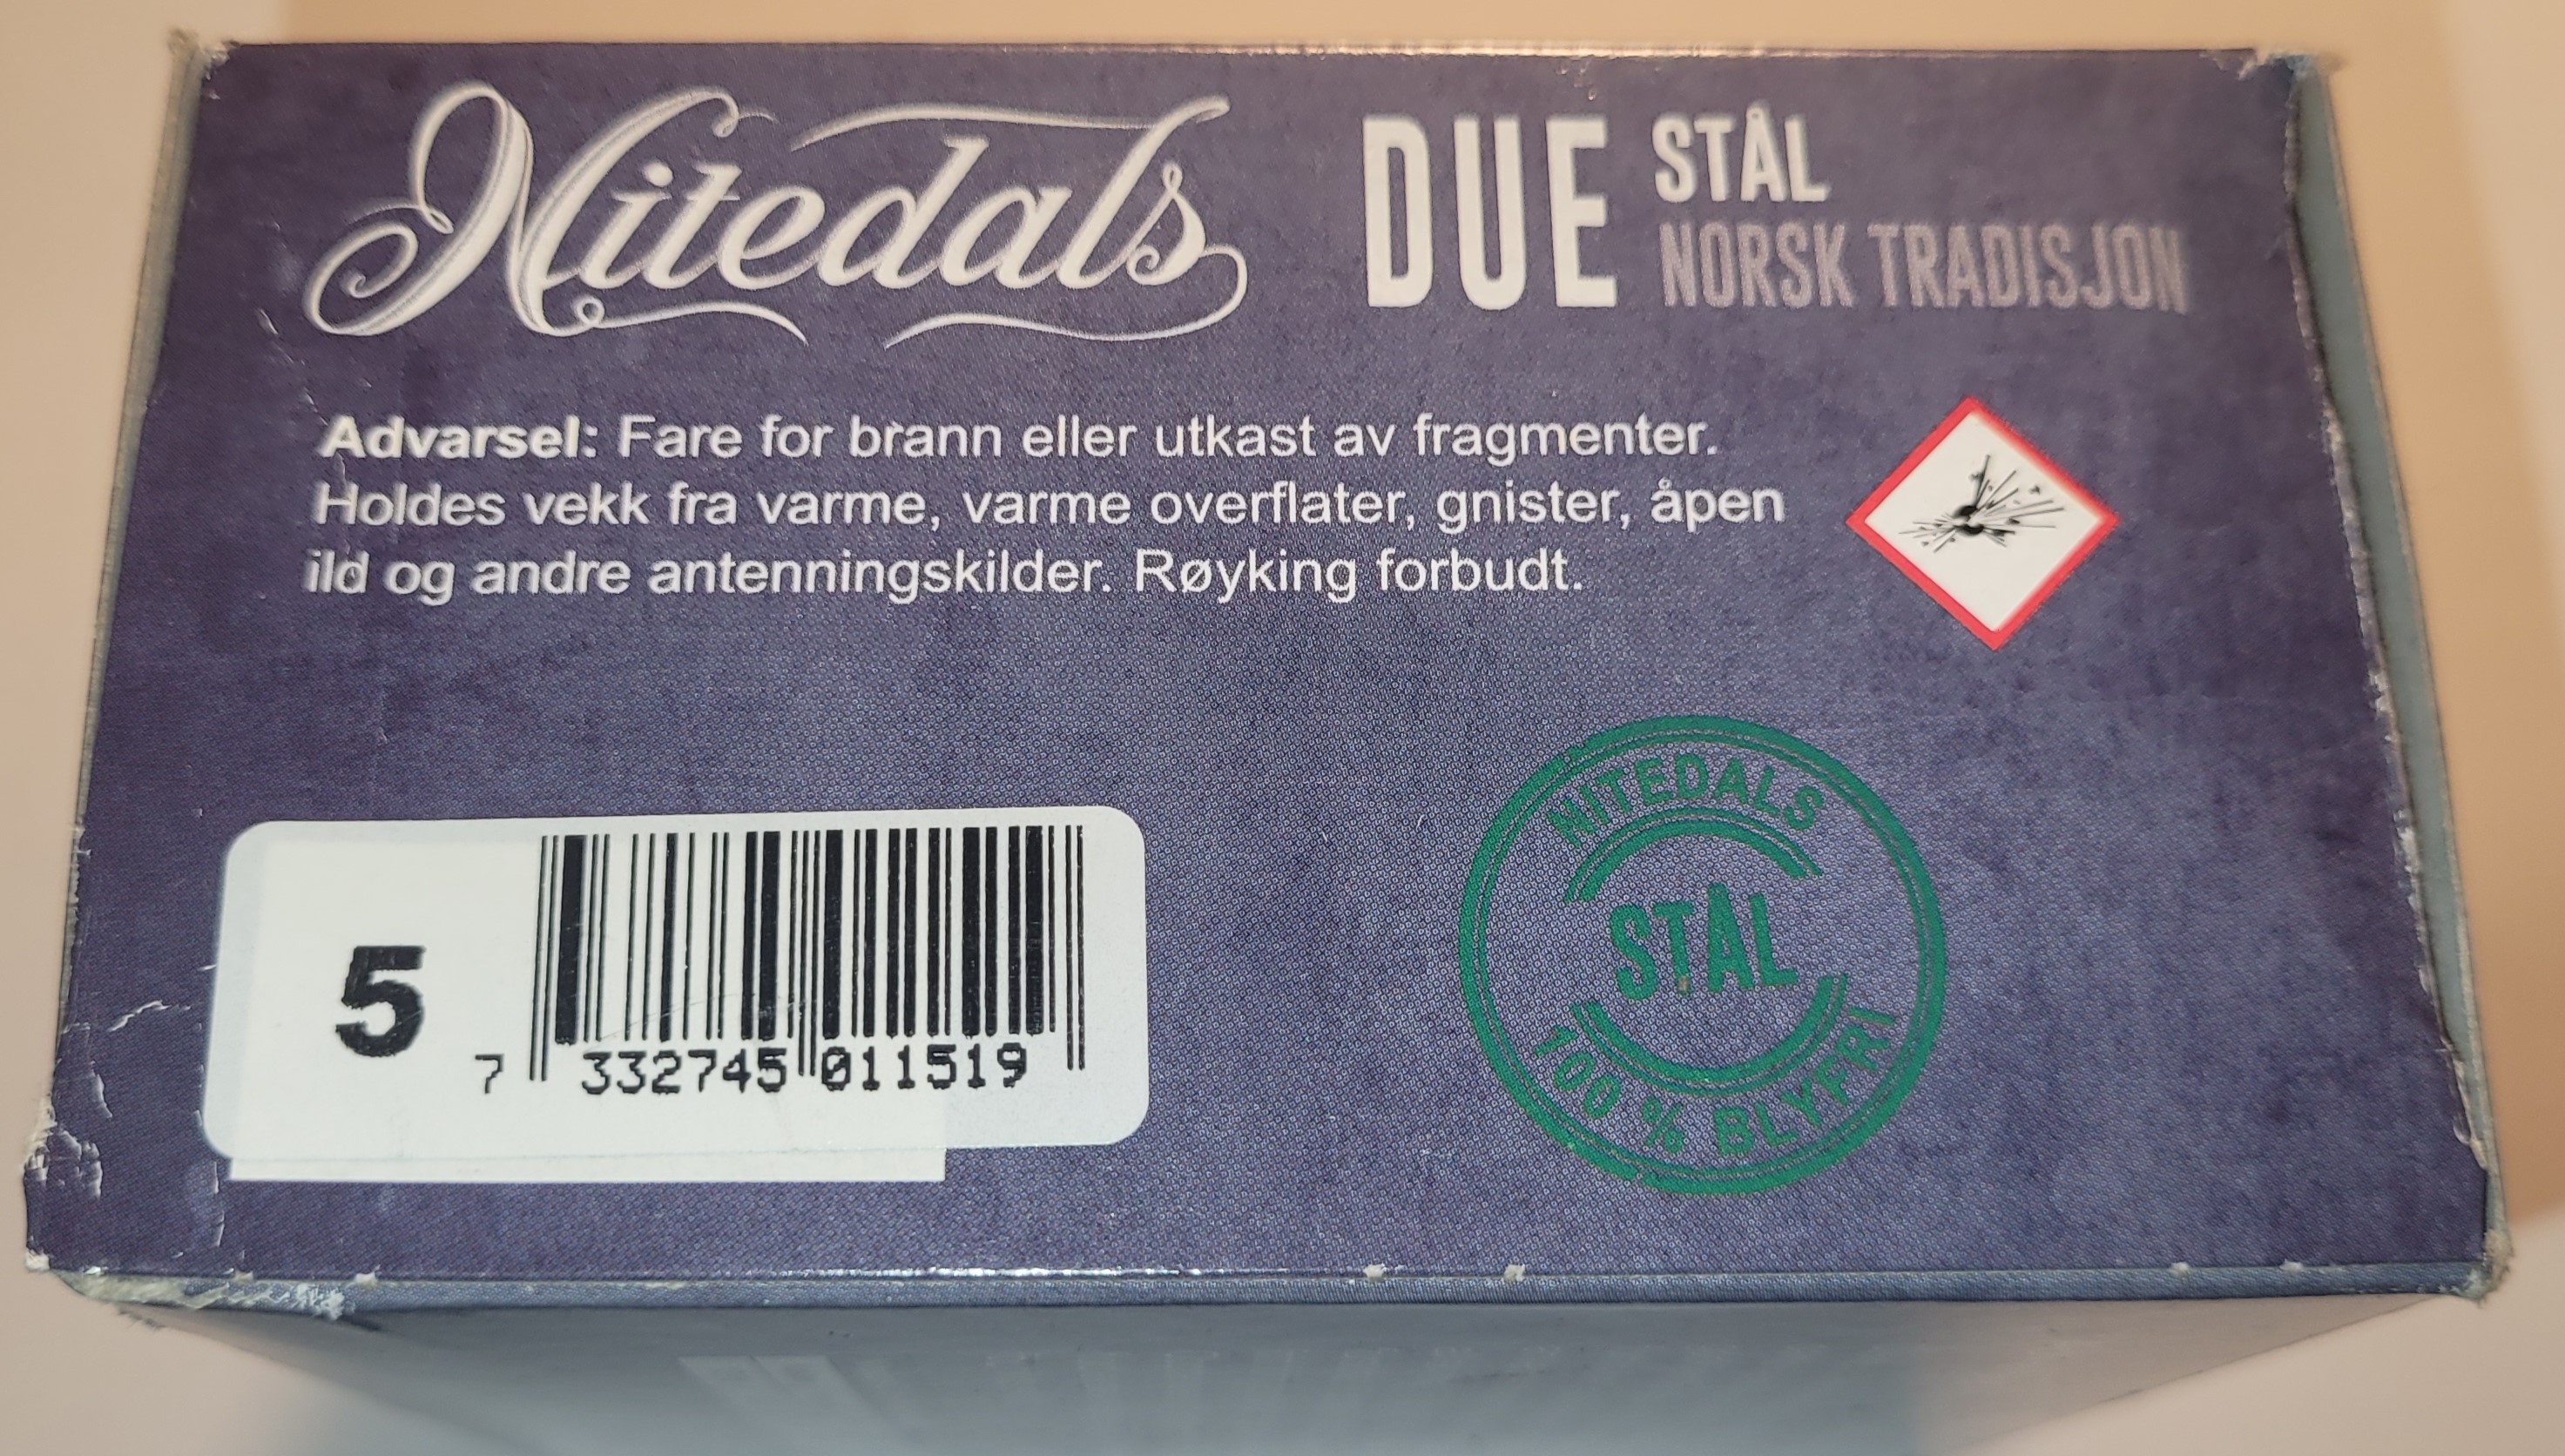 Nitedals
DUE STÅL
NORSK TRADISJON
Advarsel: Fare for brann eller utkast av fragmenter.
Holdes vekk fra varme, varme overflater, gnister, åpen
ild og andre antenningskilder. Røyking forbudt.
NITEDALS
STÅL
100 % BLYFRI
5
7 332745 011519